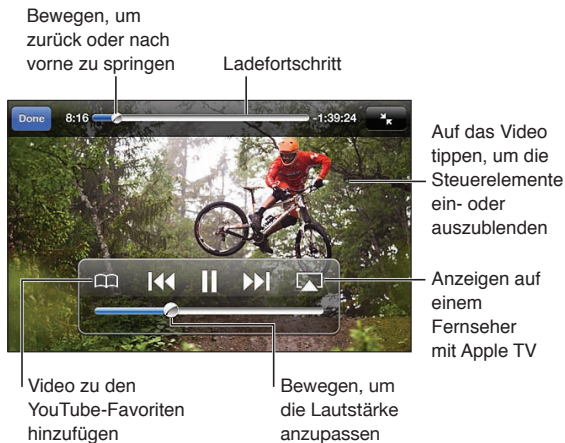 Bewegen, um
zurück oder nach
vorne zu springen
Ladefortschritt
Done
8:16
-1:39:24
Auf das Video
tippen, um die
Steuerelemente
ein- oder
auszublenden
Anzeigen auf
einem
Fernseher
mit Apple TV
Video zu den
YouTube-Favoriten
hinzufügen
Bewegen, um
die Lautstärke
anzupassen